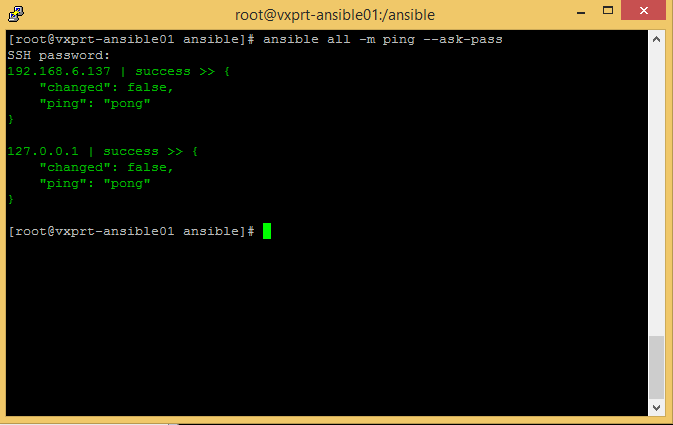 root@vxprt-ansible01:/ansible
[root@vxprt-ansible01 ansible]# ansible all -m ping --ask-pass
SSH password:
192.168.6.137 | success >> {
    "changed": false,
    "ping": "pong"
}

127.0.0.1 | success >> {
    "changed": false,
    "ping": "pong"
}

[root@vxprt-ansible01 ansible]#